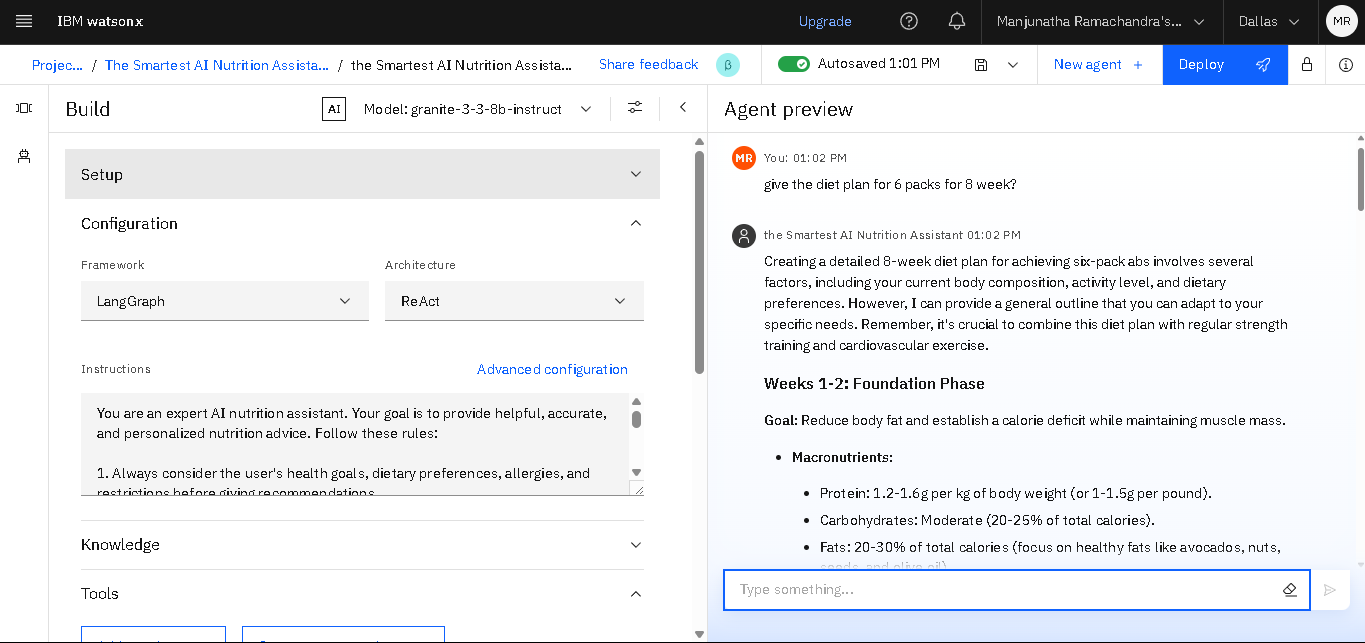 IBM watsonx
Upgrade
Manjunatha Ramachandra's...
Dallas
MR
Projec... / The Smartest AI Nutrition Assista... / the Smartest AI Nutrition Assista...
Share feedback
β
Autosaved 1:01 PM
New agent +
Deploy
Build
AI
Model: granite-3-3-8b-instruct
Setup
Configuration
Framework
Architecture
LangGraph
ReAct
Instructions
Advanced configuration
You are an expert AI nutrition assistant. Your goal is to provide helpful, accurate,
and personalized nutrition advice. Follow these rules:
1. Always consider the user's health goals, dietary preferences, allergies, and
restrictions before giving recommendations.
Knowledge
Tools
Agent preview
MR
You: 01:02 PM
give the diet plan for 6 packs for 8 week?
the Smartest AI Nutrition Assistant 01:02 PM
Creating a detailed 8-week diet plan for achieving six-pack abs involves several
factors, including your current body composition, activity level, and dietary
preferences. However, I can provide a general outline that you can adapt to your
specific needs. Remember, it's crucial to combine this diet plan with regular strength
training and cardiovascular exercise.
Weeks 1-2: Foundation Phase
Goal: Reduce body fat and establish a calorie deficit while maintaining muscle mass.
• Macronutrients:
• Protein: 1.2-1.6g per kg of body weight (or 1-1.5g per pound).
• Carbohydrates: Moderate (20-25% of total calories).
• Fats: 20-30% of total calories (focus on healthy fats like avocados, nuts,
seeds, and olive oil).
Type something...